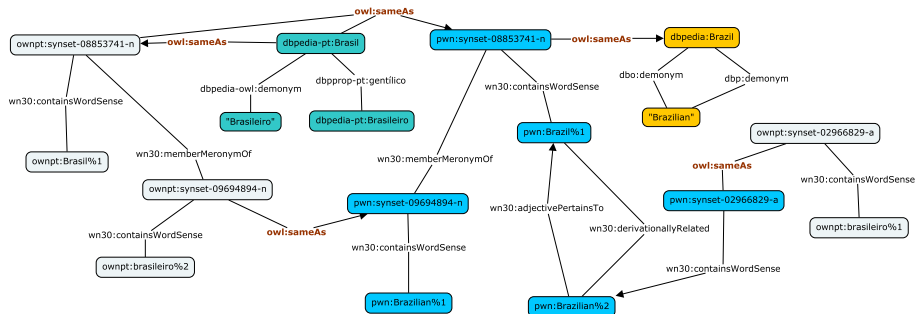 owl:sameAs
ownpt:synset-08853741-n
owl:sameAs
dbpedia-pt:Brasil
pwn:synset-08853741-n
owl:sameAs
dbpedia:Brazil
dbpprop-pt:gentílico
dbo:demonym
dbp:demonym
dbpedia-owl:demonym
wn30:containsWordSense
wn30:containsWordSense
"Brasileiro"
dbpedia-pt:Brasileiro
"Brazilian"
pwn:Brazil%1
ownpt:synset-02966829-a
wn30:memberMeronymOf
wn30:memberMeronymOf
ownpt:Brasil%1
owl:sameAs
wn30:containsWordSense
ownpt:synset-09694894-n
pwn:synset-09694894-n
wn30:adjectivePertainsTo
pwn:synset-02966829-a
ownpt:brasileiro%1
wn30:containsWordSense
owl:sameAs
wn30:derivationallyRelated
wn30:containsWordSense
wn30:containsWordSense
ownpt:brasileiro%2
pwn:Brazilian%1
pwn:Brazilian%2